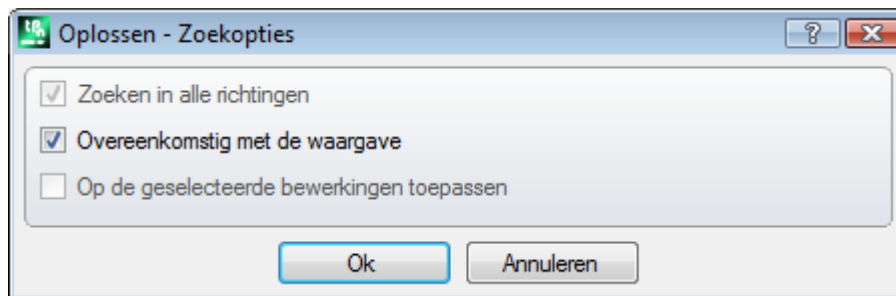 Oplossen - Zoekopties
Zoeken in alle richtingen
Overeenkomstig met de waargave
Op de geselecteerde bewerkingen toepassen
Ok
Annuleren